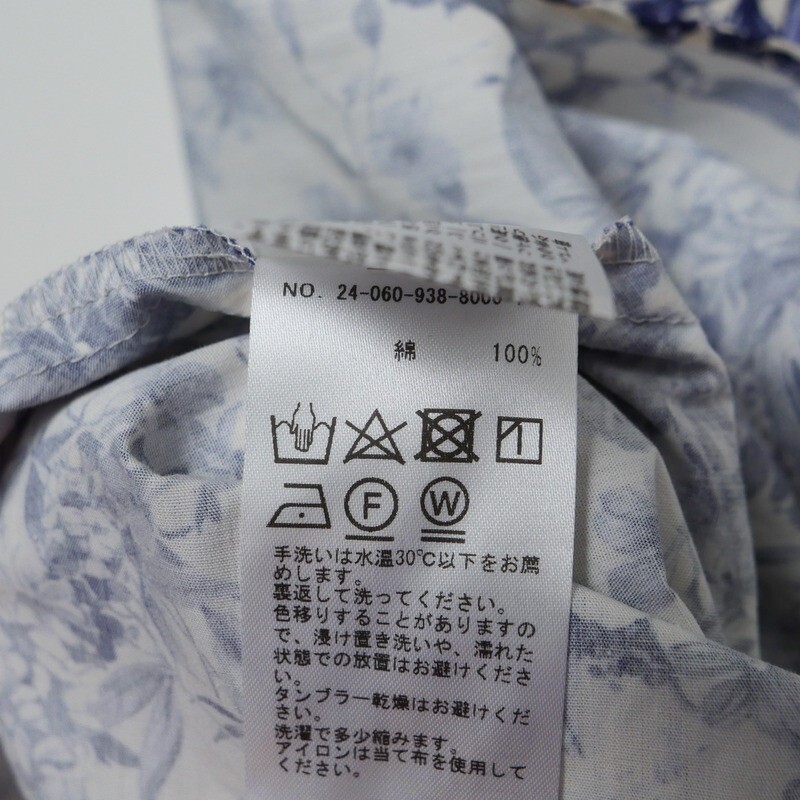 NO. 24-060-938-8000
綿 100%
F W
手洗いは水温30℃以下をお薦
めします。
裏返して洗ってください。
色移りすることがありますの
で、浸け置き洗いや、濡れた
状態での放置はお避けくださ
い。
タンブラー乾燥はお避けくだ
さい。
洗濯で多少縮みます。
アイロンは当て布を使用して
ください。